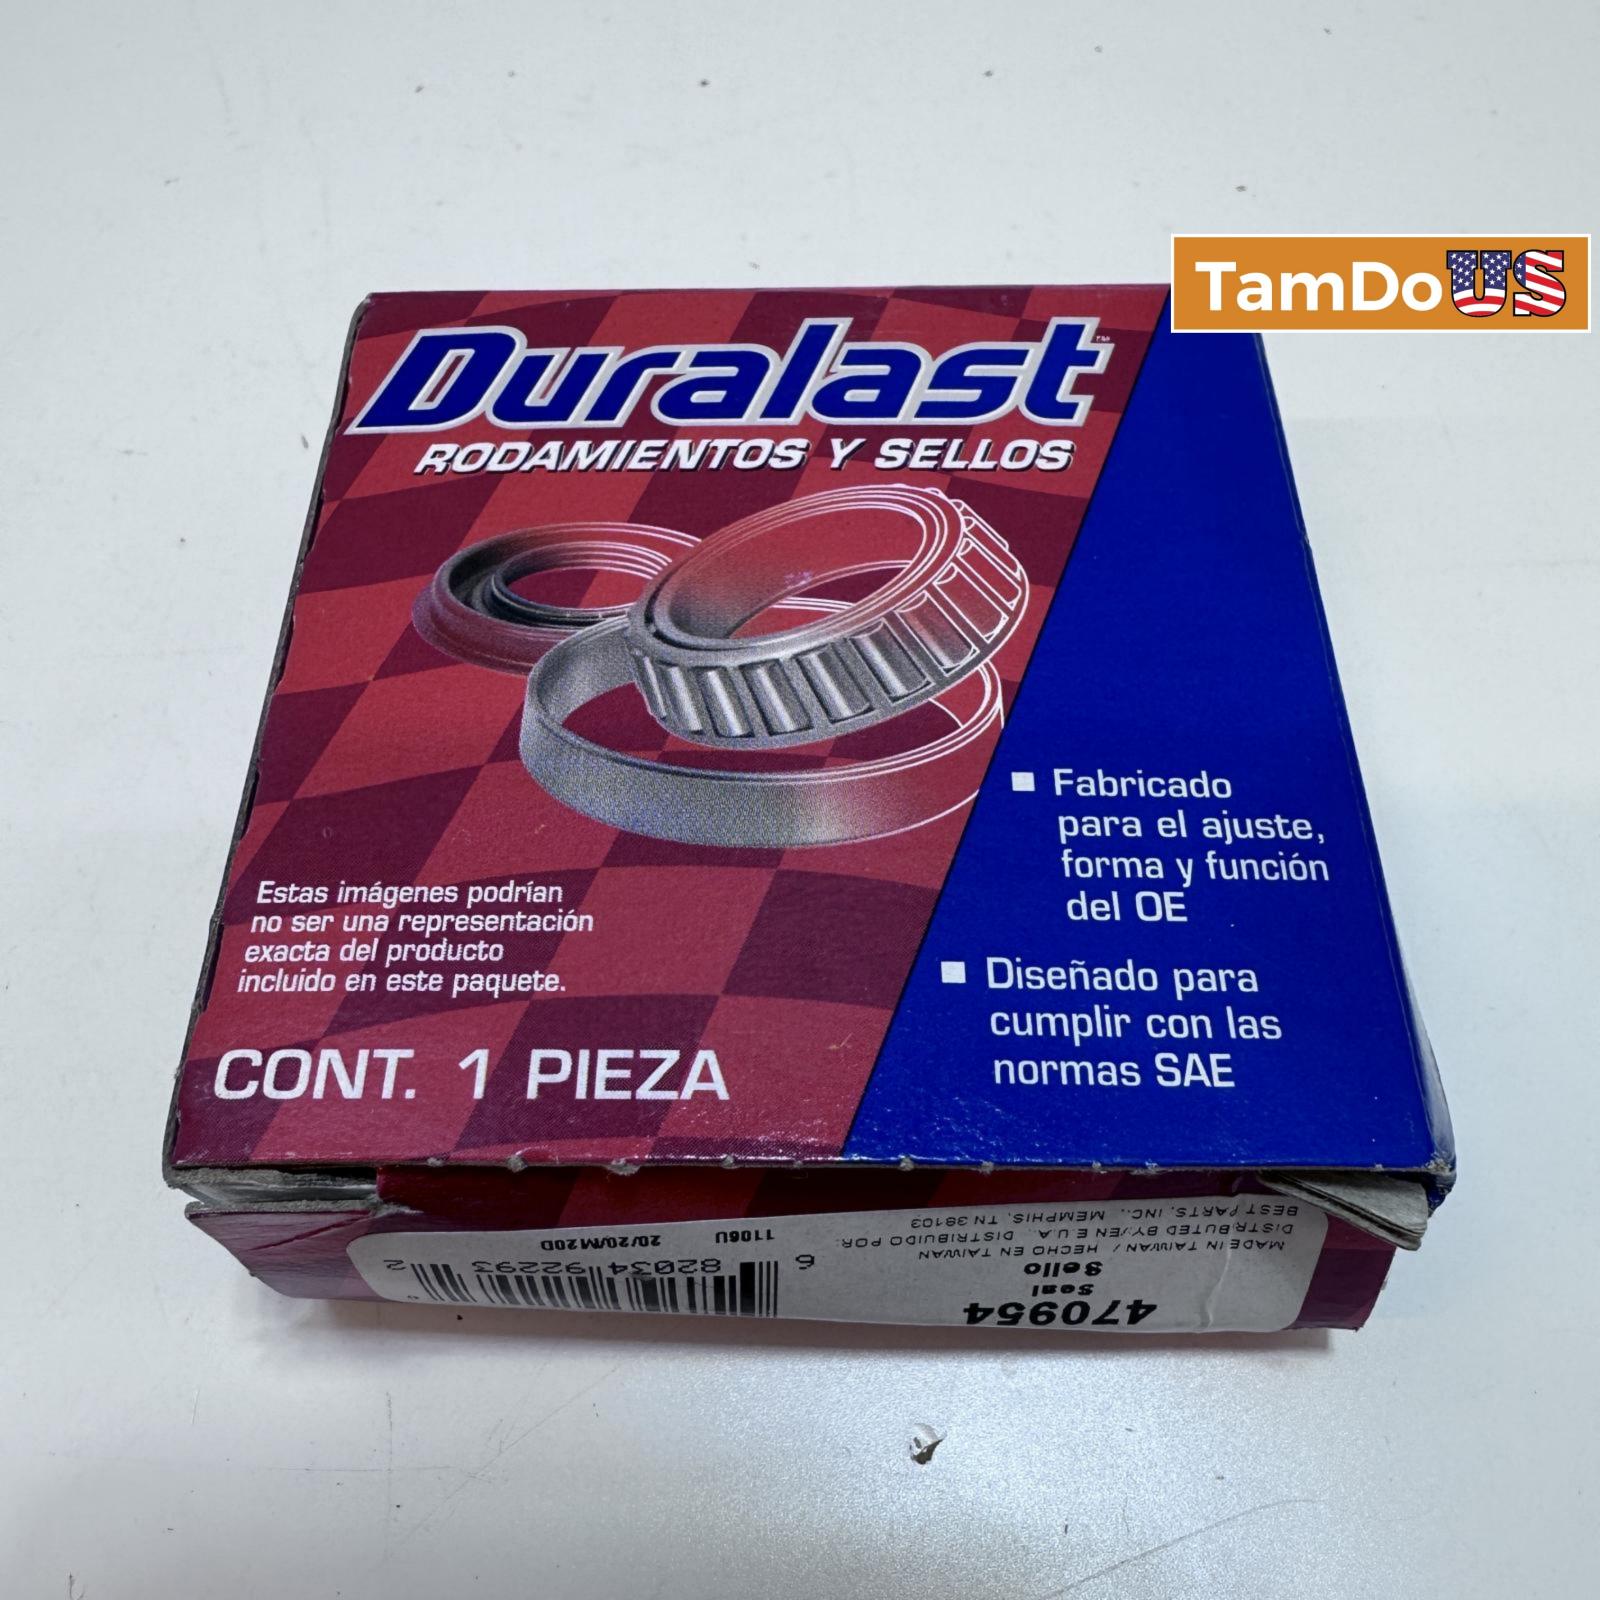 TamDoUS
Duralast™
RODAMIENTOS Y SELLOS
Fabricado
para el ajuste,
forma y función
del OE
Diseñado para
cumplir con las
normas SAE
Estas imágenes podrían
no ser una representación
exacta del producto
incluido en este paquete.
CONT. 1 PIEZA
470954
Seal
Sello
MADE IN TAIWAN / HECHO EN TAIWAN
DISTRIBUTED BY/EN E.U.A. DISTRIBUIDO POR:
BEST PARTS, INC., MEMPHIS, TN 38103
6 82034 92293 2
1106U 20/20/M20D